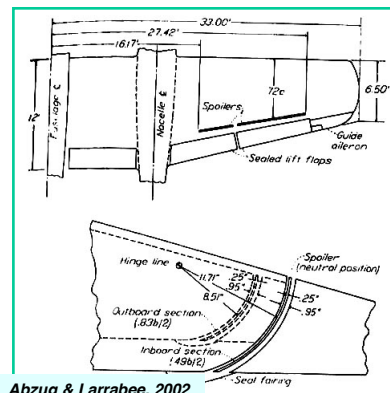 33.00'
27.42'
16.17'
12'
Fuselage ℄
Nacelle ℄
Spoilers
.72c
6.50'
Guide
aileron
Sealed lift flaps
Hinge line
11.71"
8.51"
.25"
.95"
Spoiler
(neutral position)
.25"
.95"
Outboard section
(.83b/2)
Inboard section
(.49b/2)
Seal fairing
Abzug & Larrabee, 2002